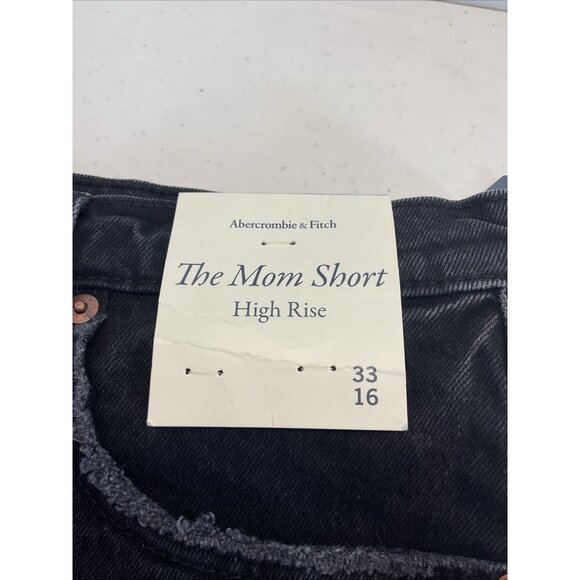 Abercrombie & Fitch
The Mom Short
High Rise
33
16